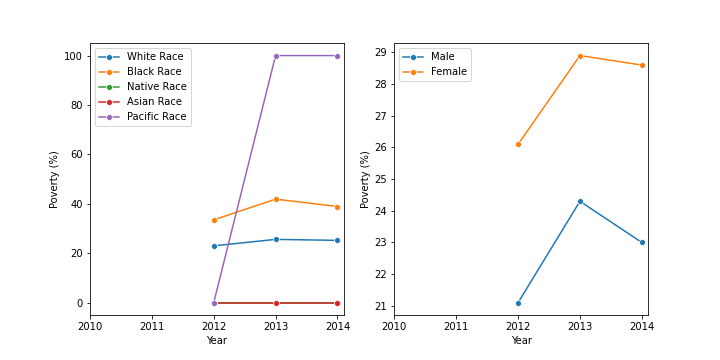 White Race
Black Race
Native Race
Asian Race
Pacific Race
100
80
60
40
20
0
Poverty (%)
2010 2011 2012 2013 2014
Year
Male
Female
29
28
27
26
25
24
23
22
21
Poverty (%)
2010 2011 2012 2013 2014
Year